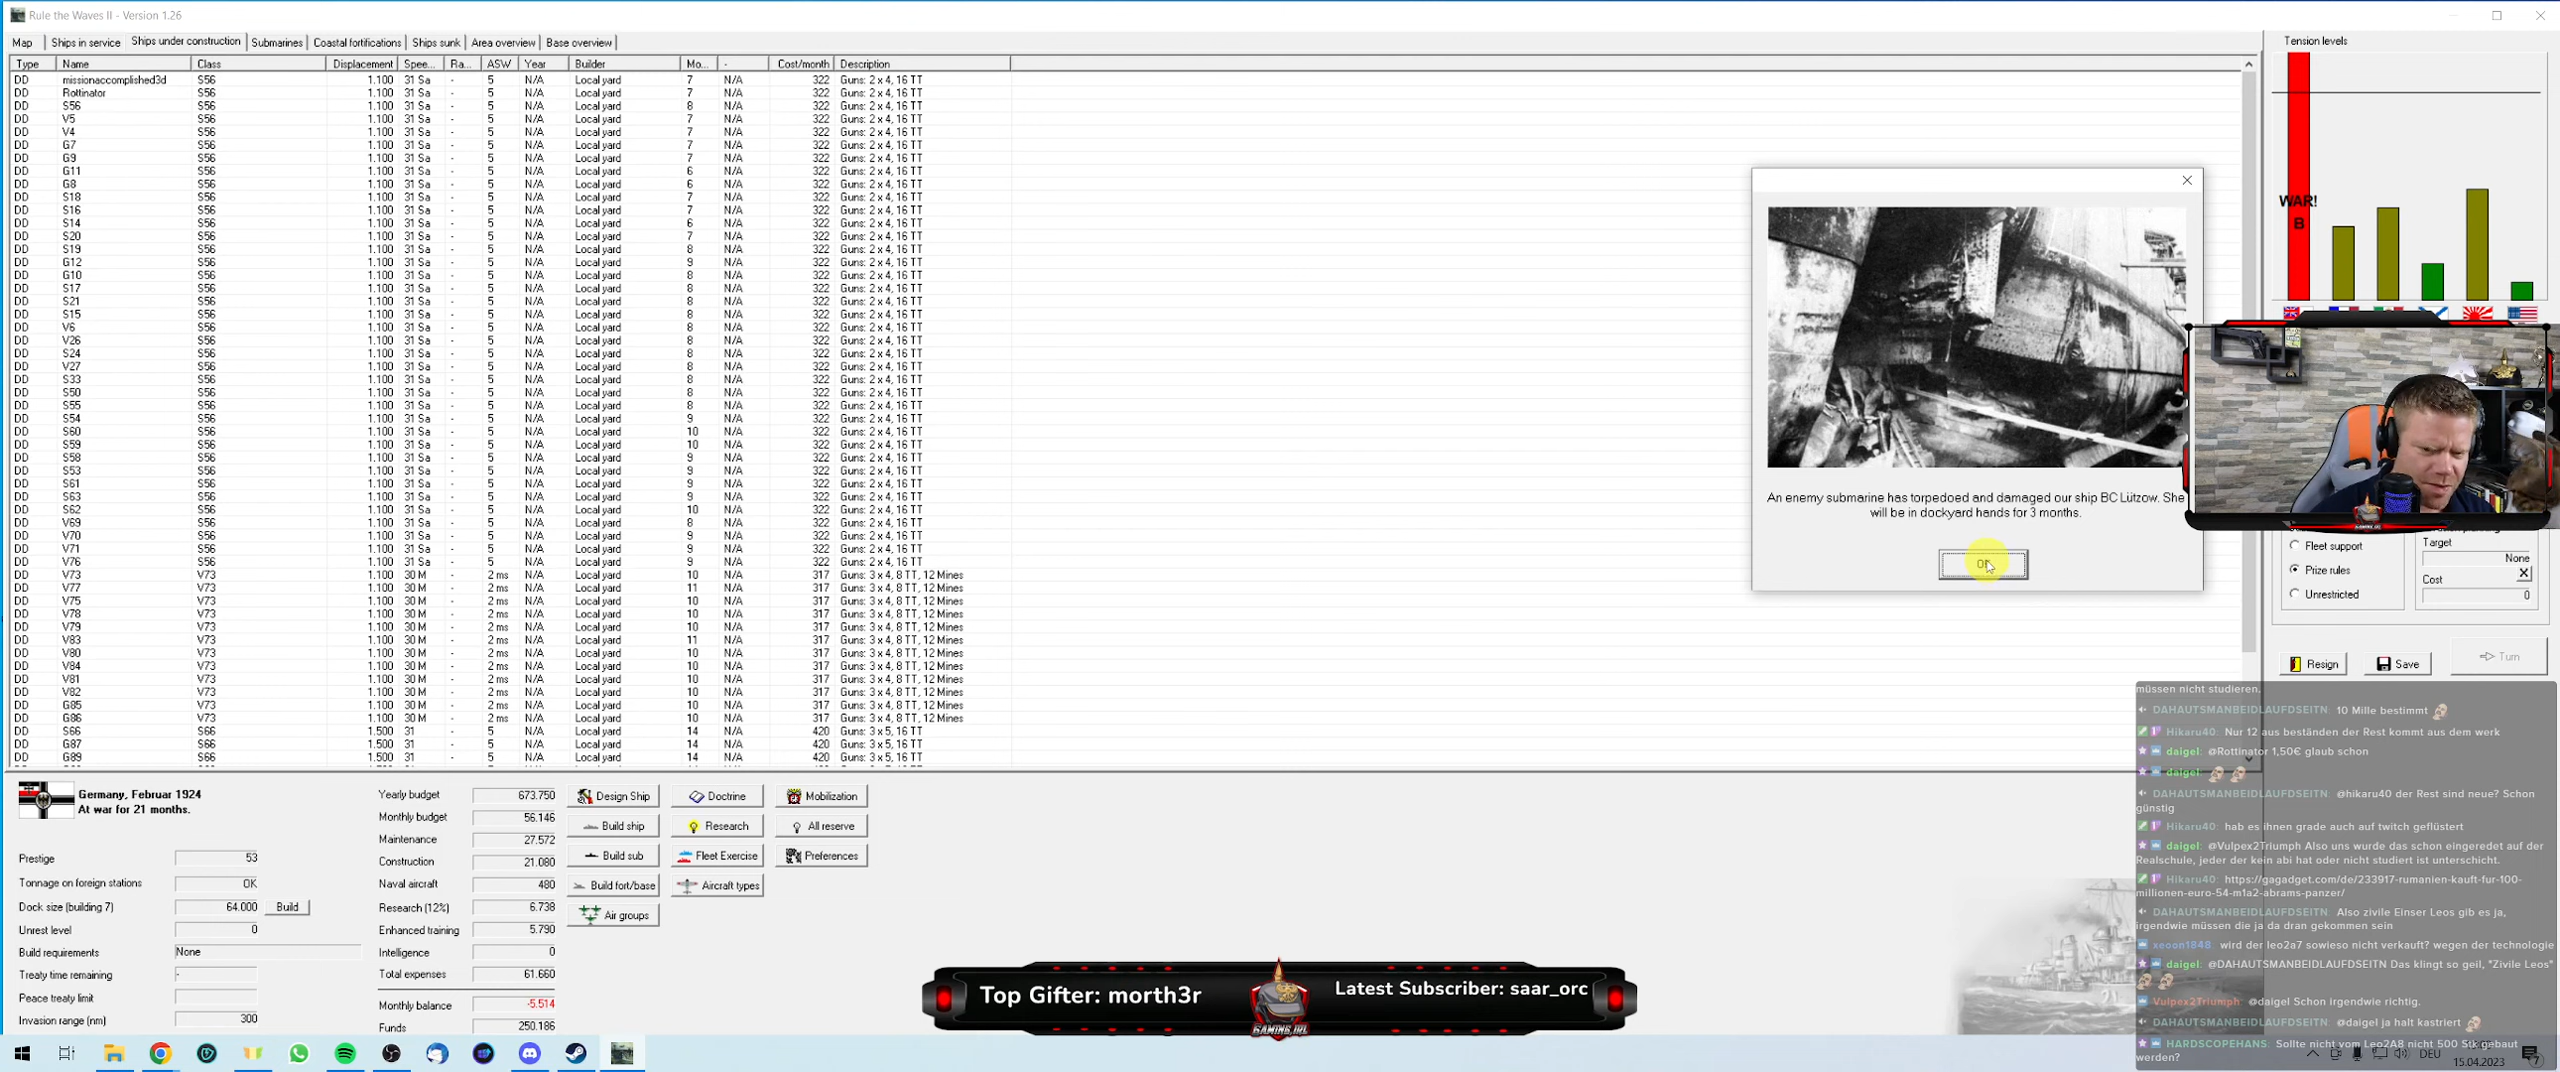 Rule the Waves II - Version 1.26
Map Ships in service Ships under construction Submarines Coastal fortifications Ships sunk Area overview Base overview
Type Name Class Displacement Spee... Ra... ASW Year Builder Mo... - Cost/month Description
DD missionaccomplished3d S56 1.100 31 Sa - 5 N/A Local yard 7 N/A 322 Guns: 2 x 4, 16 TT
DD Rottinator S56 1.100 31 Sa - 5 N/A Local yard 7 N/A 322 Guns: 2 x 4, 16 TT
DD S56 S56 1.100 31 Sa - 5 N/A Local yard 8 N/A 322 Guns: 2 x 4, 16 TT
DD V5 S56 1.100 31 Sa - 5 N/A Local yard 7 N/A 322 Guns: 2 x 4, 16 TT
DD V4 S56 1.100 31 Sa - 5 N/A Local yard 7 N/A 322 Guns: 2 x 4, 16 TT
DD G7 S56 1.100 31 Sa - 5 N/A Local yard 7 N/A 322 Guns: 2 x 4, 16 TT
DD G9 S56 1.100 31 Sa - 5 N/A Local yard 7 N/A 322 Guns: 2 x 4, 16 TT
DD G11 S56 1.100 31 Sa - 5 N/A Local yard 6 N/A 322 Guns: 2 x 4, 16 TT
DD G8 S56 1.100 31 Sa - 5 N/A Local yard 6 N/A 322 Guns: 2 x 4, 16 TT
DD S18 S56 1.100 31 Sa - 5 N/A Local yard 7 N/A 322 Guns: 2 x 4, 16 TT
DD S16 S56 1.100 31 Sa - 5 N/A Local yard 7 N/A 322 Guns: 2 x 4, 16 TT
DD S14 S56 1.100 31 Sa - 5 N/A Local yard 6 N/A 322 Guns: 2 x 4, 16 TT
DD S20 S56 1.100 31 Sa - 5 N/A Local yard 7 N/A 322 Guns: 2 x 4, 16 TT
DD S19 S56 1.100 31 Sa - 5 N/A Local yard 8 N/A 322 Guns: 2 x 4, 16 TT
DD G12 S56 1.100 31 Sa - 5 N/A Local yard 9 N/A 322 Guns: 2 x 4, 16 TT
DD G10 S56 1.100 31 Sa - 5 N/A Local yard 8 N/A 322 Guns: 2 x 4, 16 TT
DD S17 S56 1.100 31 Sa - 5 N/A Local yard 8 N/A 322 Guns: 2 x 4, 16 TT
DD S21 S56 1.100 31 Sa - 5 N/A Local yard 8 N/A 322 Guns: 2 x 4, 16 TT
DD S15 S56 1.100 31 Sa - 5 N/A Local yard 8 N/A 322 Guns: 2 x 4, 16 TT
DD V6 S56 1.100 31 Sa - 5 N/A Local yard 8 N/A 322 Guns: 2 x 4, 16 TT
DD V26 S56 1.100 31 Sa - 5 N/A Local yard 8 N/A 322 Guns: 2 x 4, 16 TT
DD S24 S56 1.100 31 Sa - 5 N/A Local yard 8 N/A 322 Guns: 2 x 4, 16 TT
DD V27 S56 1.100 31 Sa - 5 N/A Local yard 8 N/A 322 Guns: 2 x 4, 16 TT
DD S33 S56 1.100 31 Sa - 5 N/A Local yard 8 N/A 322 Guns: 2 x 4, 16 TT
DD S50 S56 1.100 31 Sa - 5 N/A Local yard 8 N/A 322 Guns: 2 x 4, 16 TT
DD S55 S56 1.100 31 Sa - 5 N/A Local yard 8 N/A 322 Guns: 2 x 4, 16 TT
DD S54 S56 1.100 31 Sa - 5 N/A Local yard 9 N/A 322 Guns: 2 x 4, 16 TT
DD S60 S56 1.100 31 Sa - 5 N/A Local yard 10 N/A 322 Guns: 2 x 4, 16 TT
DD S59 S56 1.100 31 Sa - 5 N/A Local yard 10 N/A 322 Guns: 2 x 4, 16 TT
DD S58 S56 1.100 31 Sa - 5 N/A Local yard 9 N/A 322 Guns: 2 x 4, 16 TT
DD S53 S56 1.100 31 Sa - 5 N/A Local yard 9 N/A 322 Guns: 2 x 4, 16 TT
DD S61 S56 1.100 31 Sa - 5 N/A Local yard 9 N/A 322 Guns: 2 x 4, 16 TT
DD S63 S56 1.100 31 Sa - 5 N/A Local yard 9 N/A 322 Guns: 2 x 4, 16 TT
DD S62 S56 1.100 31 Sa - 5 N/A Local yard 10 N/A 322 Guns: 2 x 4, 16 TT
DD V69 S56 1.100 31 Sa - 5 N/A Local yard 8 N/A 322 Guns: 2 x 4, 16 TT
DD V70 S56 1.100 31 Sa - 5 N/A Local yard 9 N/A 322 Guns: 2 x 4, 16 TT
DD V71 S56 1.100 31 Sa - 5 N/A Local yard 9 N/A 322 Guns: 2 x 4, 16 TT
DD V76 S56 1.100 31 Sa - 5 N/A Local yard 9 N/A 322 Guns: 2 x 4, 16 TT
DD V73 V73 1.100 30 M - 2 ms N/A Local yard 10 N/A 317 Guns: 3 x 4, 8 TT, 12 Mines
DD V77 V73 1.100 30 M - 2 ms N/A Local yard 11 N/A 317 Guns: 3 x 4, 8 TT, 12 Mines
DD V75 V73 1.100 30 M - 2 ms N/A Local yard 10 N/A 317 Guns: 3 x 4, 8 TT, 12 Mines
DD V78 V73 1.100 30 M - 2 ms N/A Local yard 10 N/A 317 Guns: 3 x 4, 8 TT, 12 Mines
DD V79 V73 1.100 30 M - 2 ms N/A Local yard 10 N/A 317 Guns: 3 x 4, 8 TT, 12 Mines
DD V83 V73 1.100 30 M - 2 ms N/A Local yard 11 N/A 317 Guns: 3 x 4, 8 TT, 12 Mines
DD V80 V73 1.100 30 M - 2 ms N/A Local yard 10 N/A 317 Guns: 3 x 4, 8 TT, 12 Mines
DD V84 V73 1.100 30 M - 2 ms N/A Local yard 10 N/A 317 Guns: 3 x 4, 8 TT, 12 Mines
DD V81 V73 1.100 30 M - 2 ms N/A Local yard 10 N/A 317 Guns: 3 x 4, 8 TT, 12 Mines
DD V82 V73 1.100 30 M - 2 ms N/A Local yard 10 N/A 317 Guns: 3 x 4, 8 TT, 12 Mines
DD G85 V73 1.100 30 M - 2 ms N/A Local yard 10 N/A 317 Guns: 3 x 4, 8 TT, 12 Mines
DD G86 V73 1.100 30 M - 2 ms N/A Local yard 10 N/A 317 Guns: 3 x 4, 8 TT, 12 Mines
DD S66 S66 1.500 31 - 5 N/A Local yard 14 N/A 420 Guns: 3 x 5, 16 TT
DD G87 S66 1.500 31 - 5 N/A Local yard 14 N/A 420 Guns: 3 x 5, 16 TT
DD G89 S66 1.500 31 - 5 N/A Local yard 14 N/A 420 Guns: 3 x 5, 16 TT
An enemy submarine has torpedoed and damaged our ship BC Lützow. She
will be in dockyard hands for 3 months.
Tension levels
WAR!
B
Fleet support
Prize rules
Unrestricted
Target
None
Cost
0
Resign Save Turn
Germany, Februar 1924
At war for 21 months.
Prestige 53
Tonnage on foreign stations OK
Dock size (building 7) 64.000 Build
Unrest level 0
Build requirements None
Treaty time remaining -
Peace treaty limit
Invasion range (nm) 300
Yearly budget 673.750
Monthly budget 56.146
Maintenance 27.572
Construction 21.080
Naval aircraft 480
Research (12%) 6.738
Enhanced training 5.790
Intelligence 0
Total expenses 61.660
Monthly balance -5.514
Funds 250.186
Design Ship Doctrine Mobilization
Build ship Research All reserve
Build sub Fleet Exercise Preferences
Build fort/base Aircraft types
Air groups
Top Gifter: morth3r
GAMING.IRL
Latest Subscriber: saar_orc
müssen nicht studieren.
DAHAUTSMANBEIDLAUFDSEITN: 10 Mille bestimmt
Hikaru40: Nur 12 aus beständen der Rest kommt aus dem werk
daigel: @Rottinator 1,50€ glaub schon
daigel:
DAHAUTSMANBEIDLAUFDSEITN: @hikaru40 der Rest sind neue? Schon
günstig
Hikaru40: hab es ihnen grade auch auf twitch geflüstert
daigel: @Vulpex2Triumph Also uns wurde das schon eingeredet auf der
Realschule, jeder der kein abi hat oder nicht studiert ist unterschicht.
Hikaru40: https://gagadget.com/de/233917-rumanien-kauft-fur-100-
millionen-euro-54-m1a2-abrams-panzer/
DAHAUTSMANBEIDLAUFDSEITN: Also zivile Einser Leos gib es ja,
irgendwie müssen die ja da dran gekommen sein
xeoon1848: wird der leo2a7 sowieso nicht verkauft? wegen der technologie
daigel: @DAHAUTSMANBEIDLAUFDSEITN Das klingt so geil, "Zivile Leos"
Vulpex2Triumph: @daigel Schon irgendwie richtig.
DAHAUTSMANBEIDLAUFDSEITN: @daigel ja halt kastriert
HARDSCOPEHANS: Sollte nicht vom Leo2A8 nicht 500 Stk gebaut
werden?
DEU
15.04.2023
7